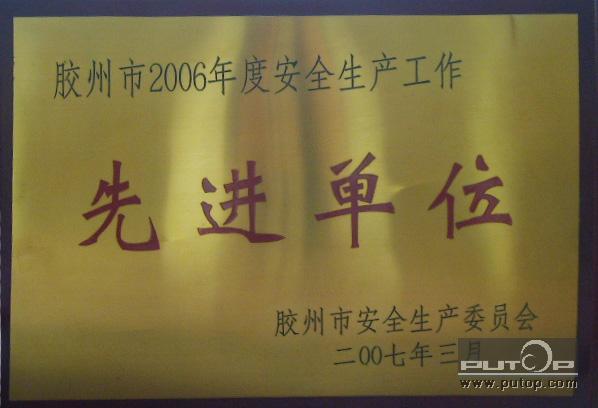 胶州市2006年度安全生产工作
先进单位
胶州市安全生产委员会
二00七年三月
PUTOP
www.putop.com